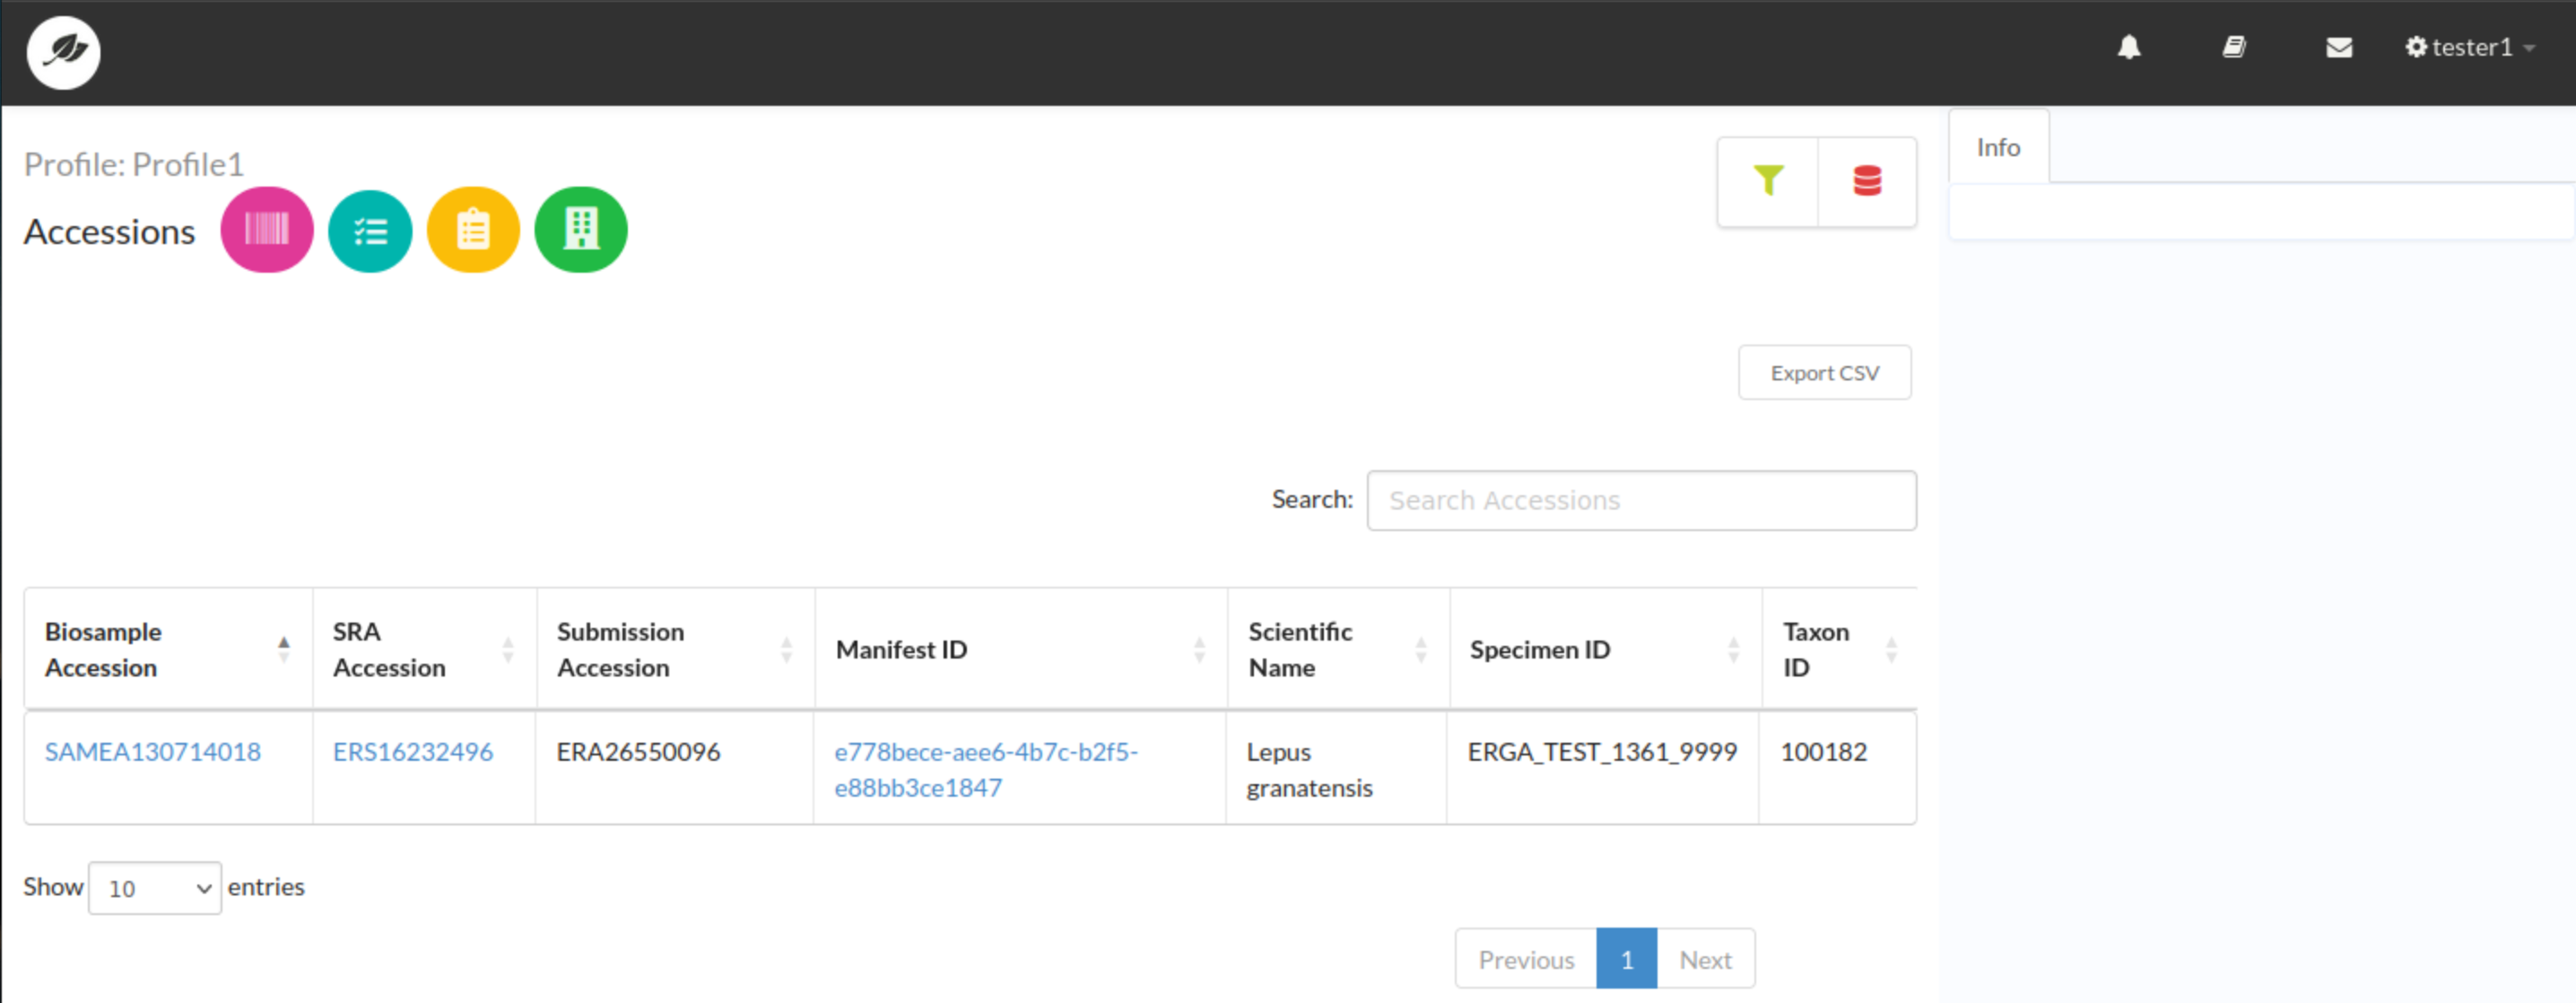 tester1
Info
Profile: Profile1
Accessions
Export CSV
Search: Search Accessions
Biosample Accession SRA Accession Submission Accession Manifest ID Scientific Name Specimen ID Taxon ID
SAMEA130714018 ERS16232496 ERA26550096 e778bece-aee6-4b7c-b2f5-e88bb3ce1847 Lepus granatensis ERGA_TEST_1361_9999 100182
Show 10 entries
Previous 1 Next